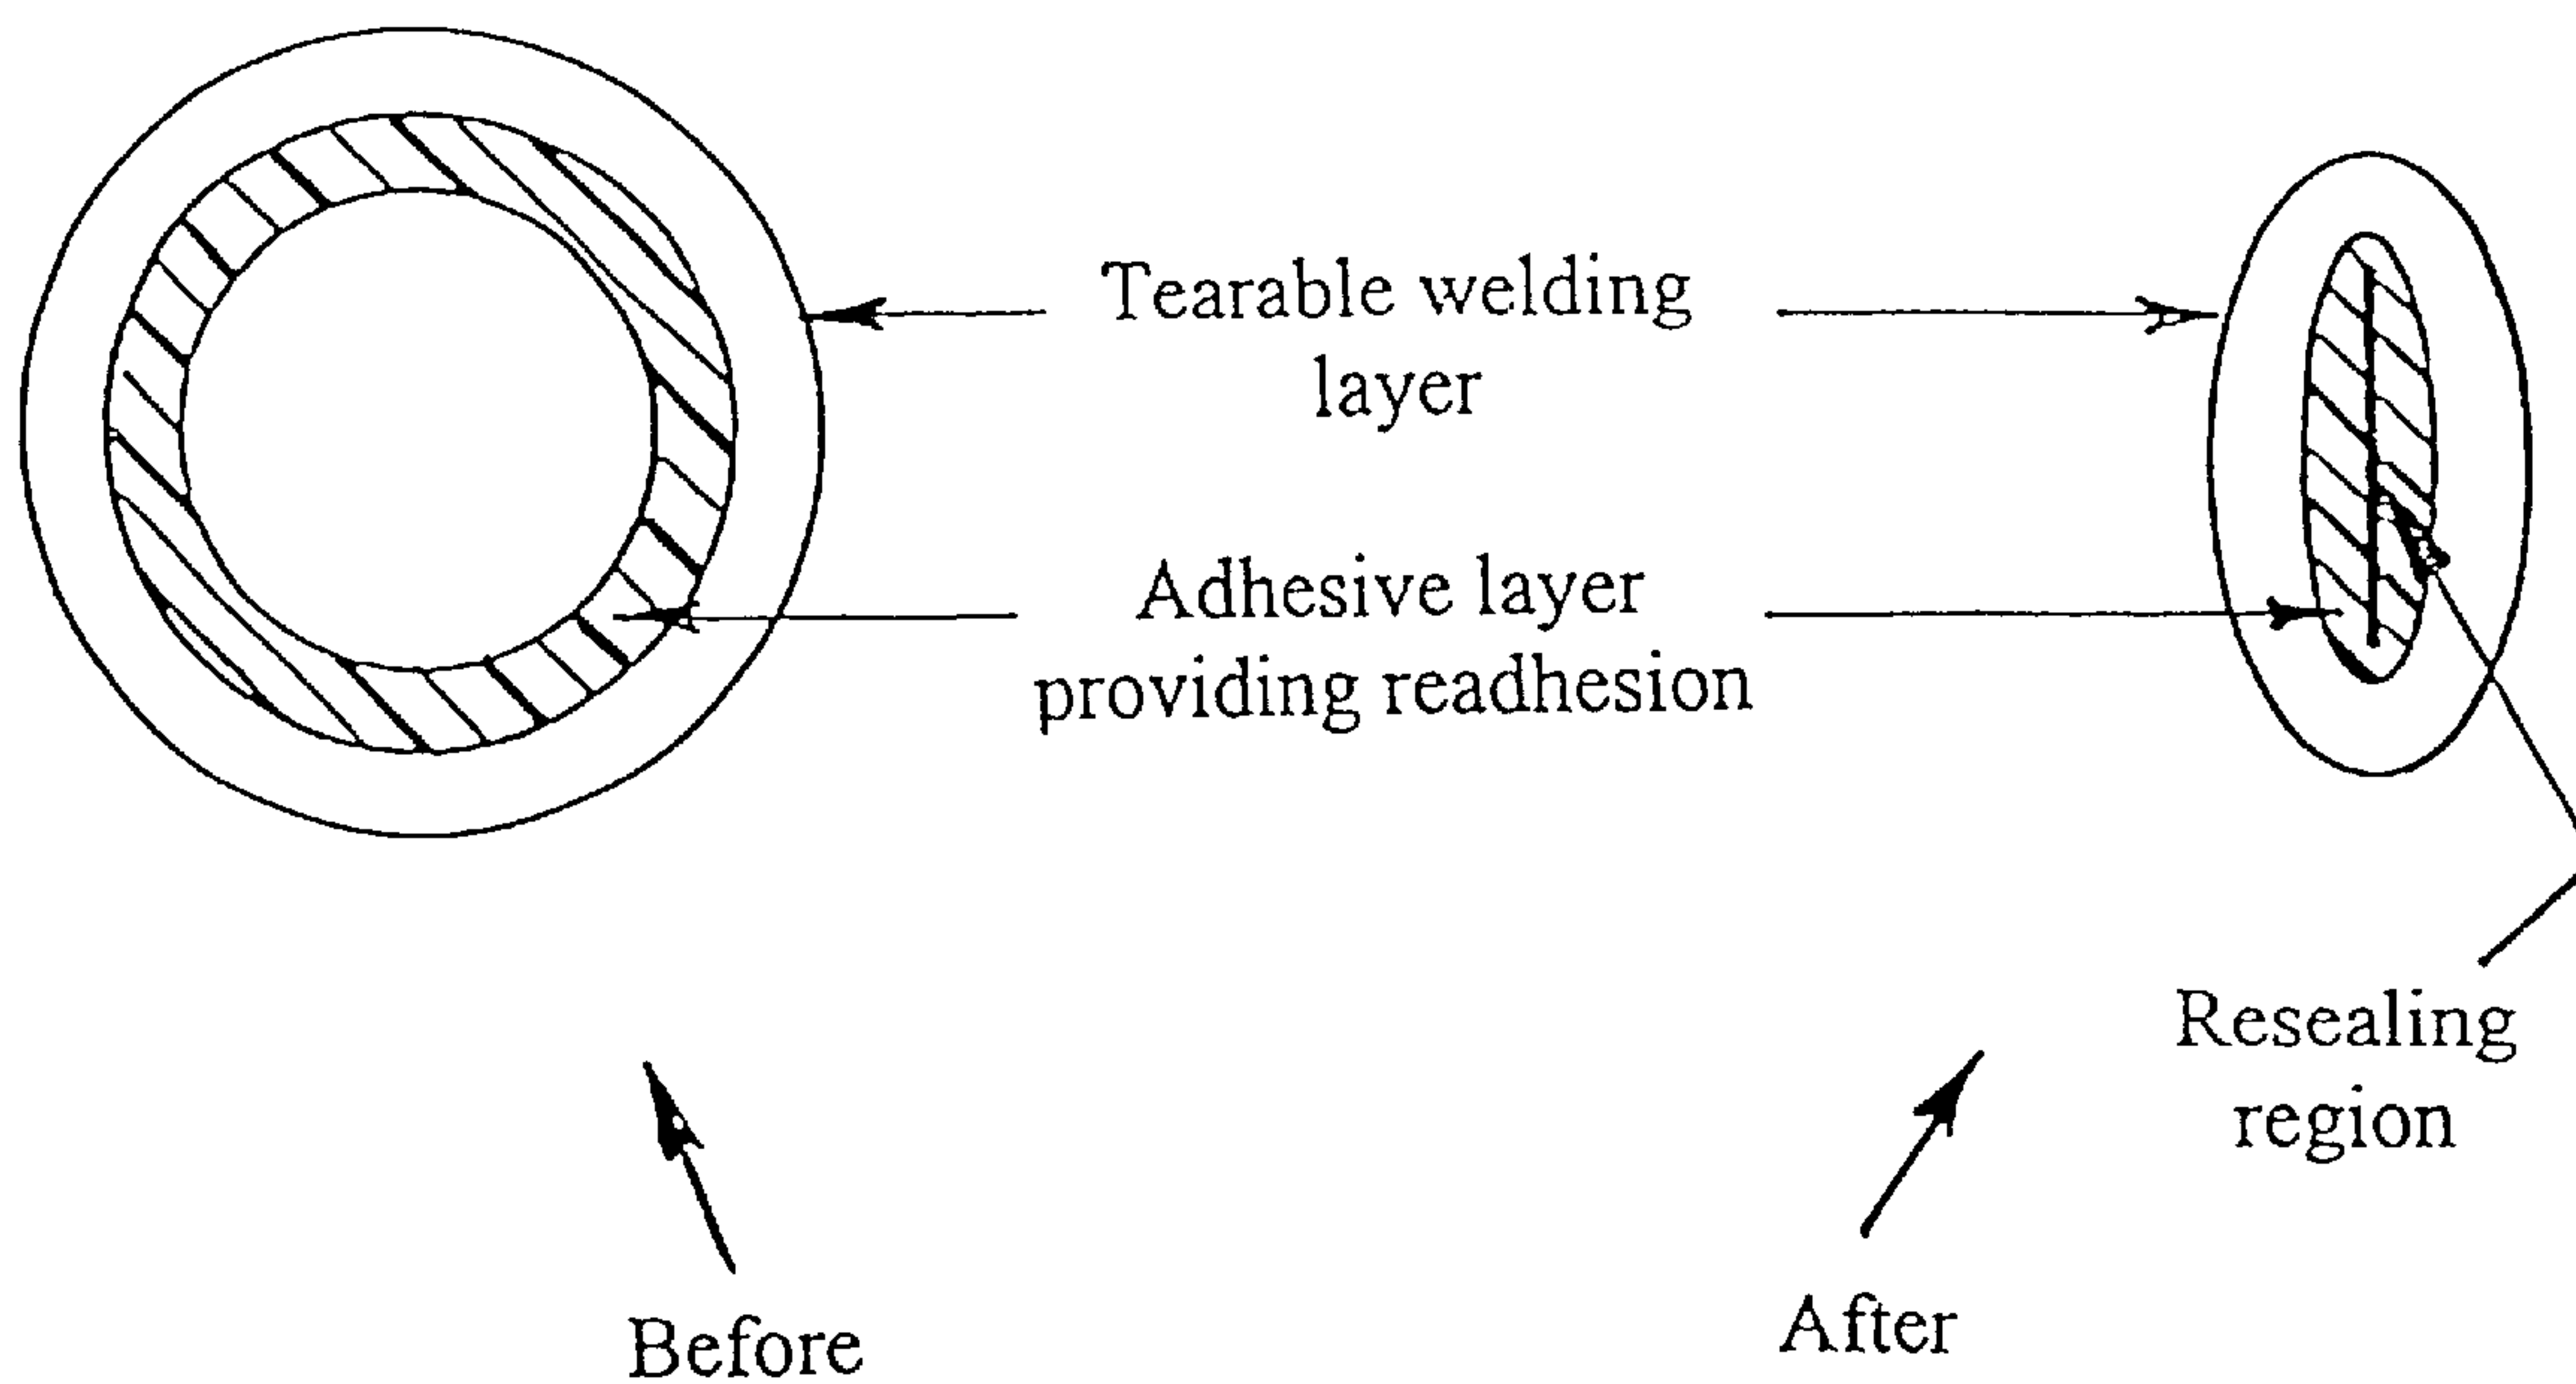 Tearable welding
layer
Adhesive layer
providing readhesion
Resealing
region
Before
After